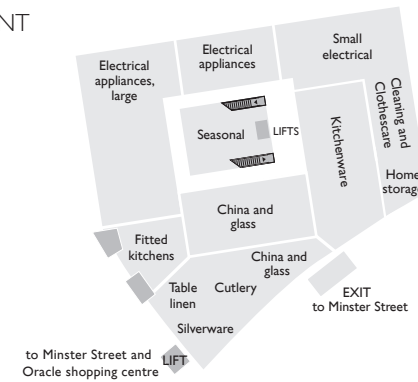 NT
Electrical
appliances,
large
Electrical
appliances
Small
electrical
Cleaning and
Clothescare
Seasonal
LIFTS
Kitchenware
Home
storage
China and
glass
Fitted
kitchens
China and
glass
Table
linen
Cutlery
Silverware
EXIT
to Minster Street
to Minster Street and
Oracle shopping centre
LIFT